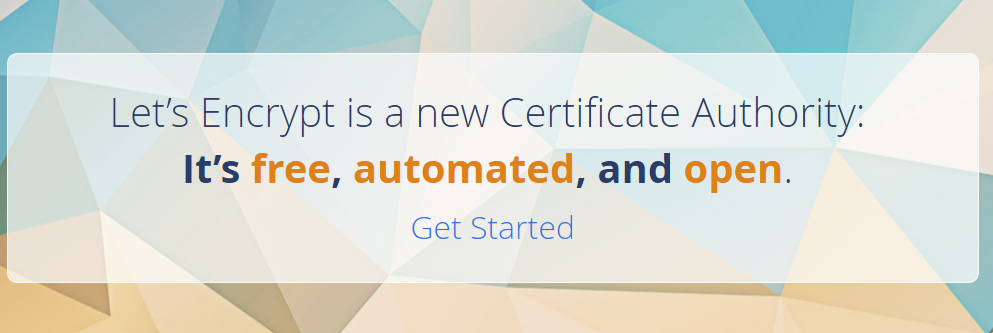 Let’s Encrypt is a new Certificate Authority:
It’s free, automated, and open.
Get Started